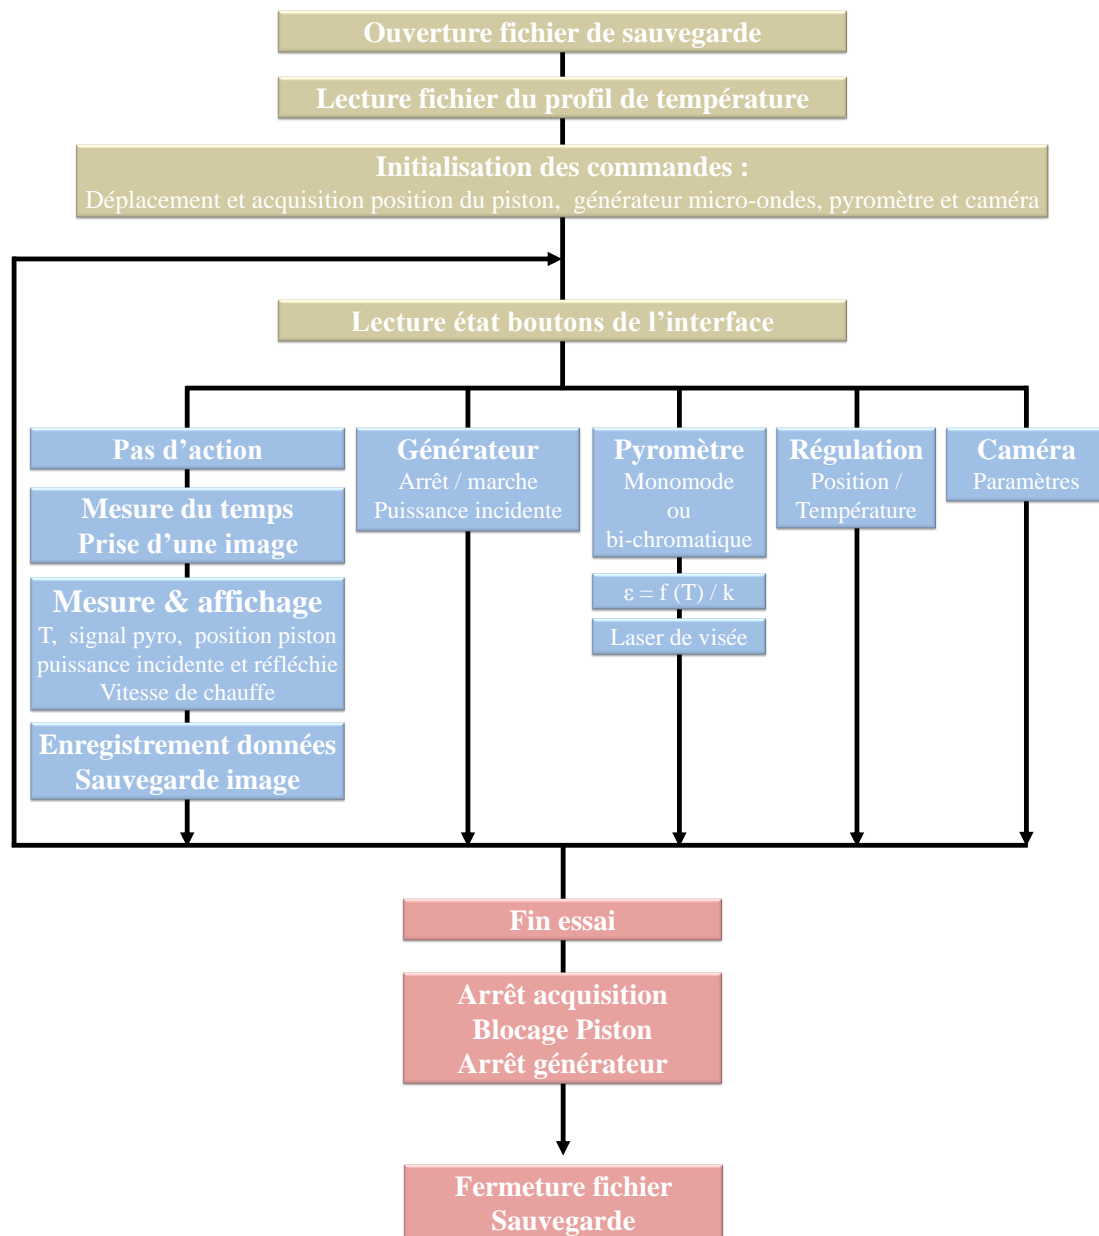 Ouverture fichier de sauvegarde
Lecture fichier du profil de température
Initialisation des commandes :
Déplacement et acquisition position du piston, générateur micro-ondes, pyromètre et caméra
Lecture état boutons de l’interface
Pas d’action
Mesure du temps
Prise d’une image
Mesure & affichage
T, signal pyro, position piston
puissance incidente et réfléchie
Vitesse de chauffe
Enregistrement données
Sauvegarde image
Générateur
Arrêt / marche
Puissance incidente
Pyromètre
Monomode
ou
bi-chromatique
ε = f (T) / k
Laser de visée
Régulation
Position /
Température
Caméra
Paramètres
Fin essai
Arrêt acquisition
Blocage Piston
Arrêt générateur
Fermeture fichier
Sauvegarde